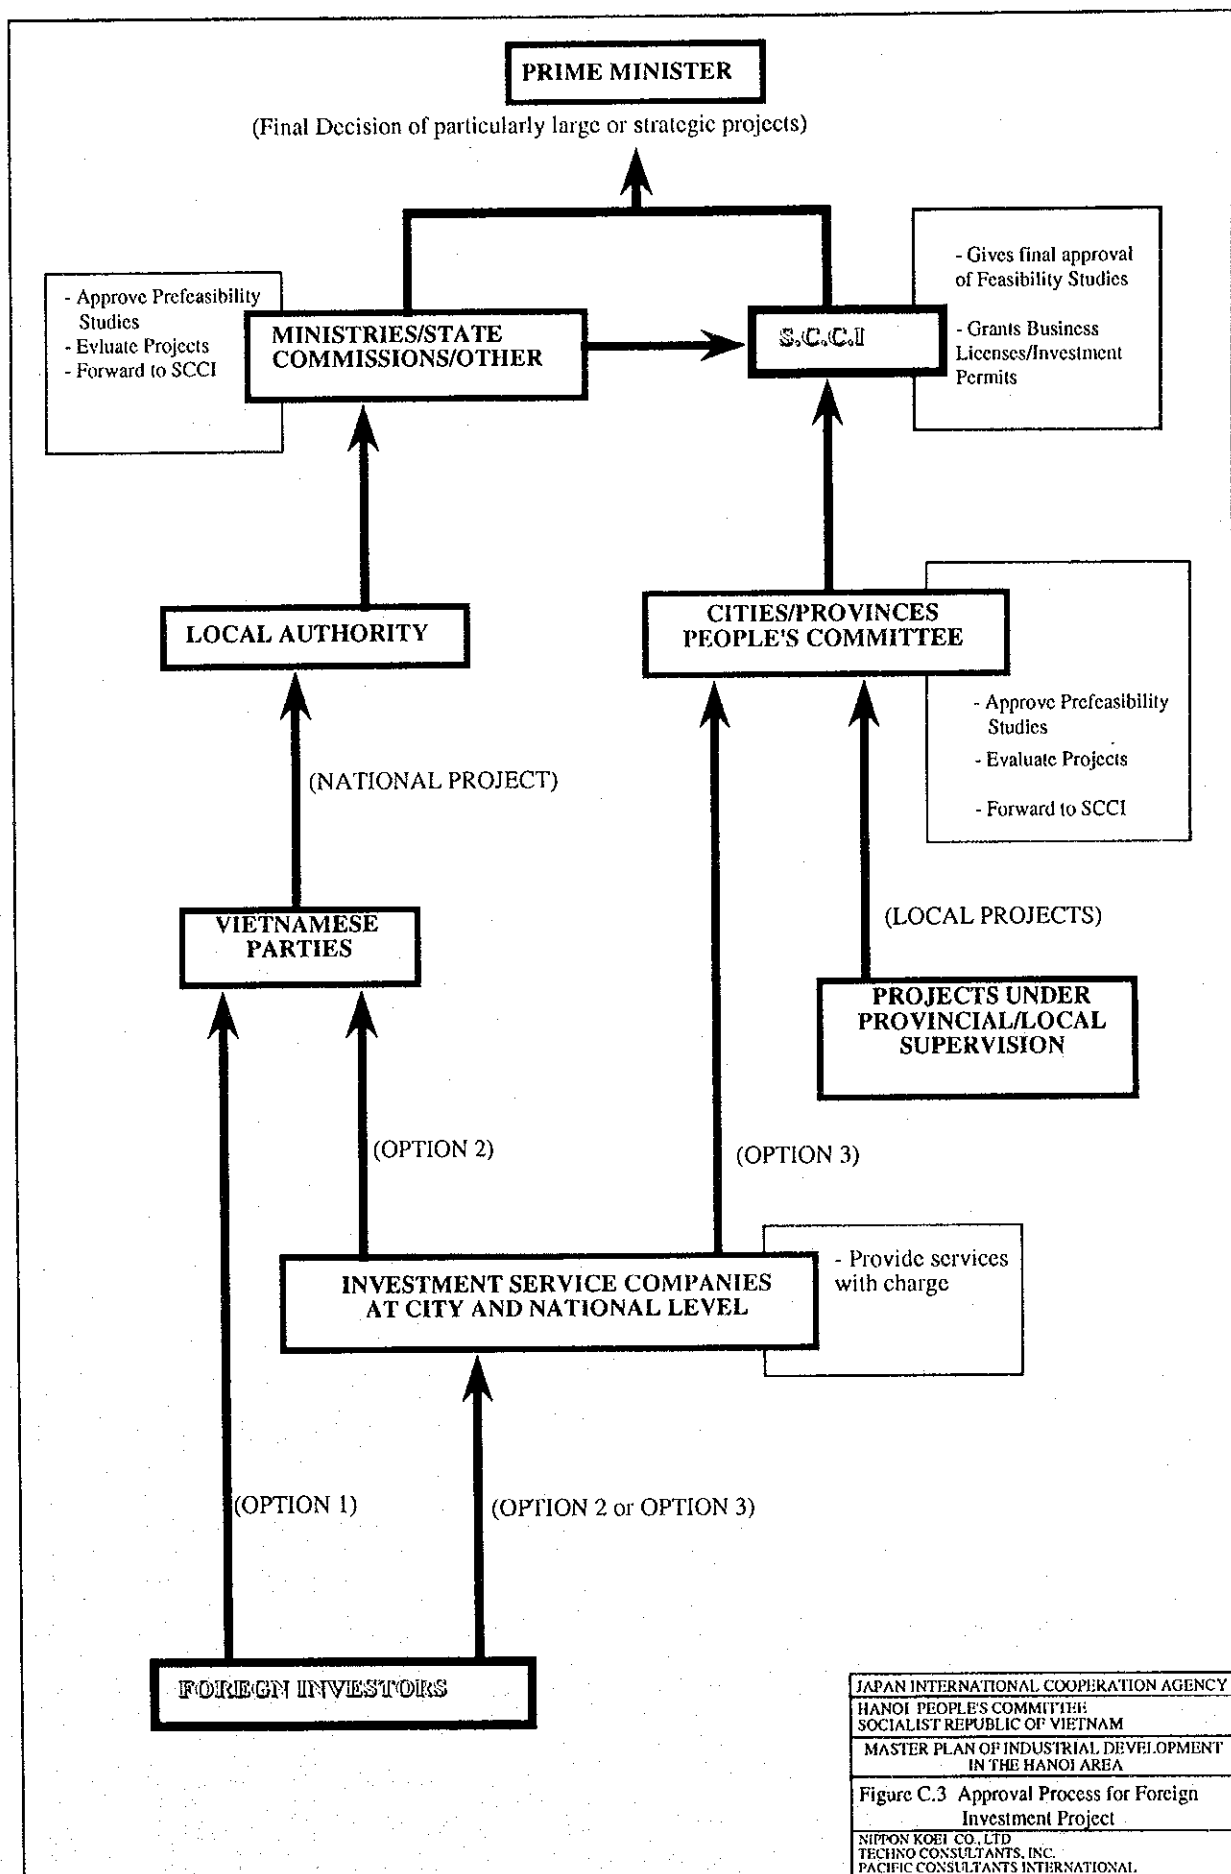 PRIME MINISTER
(Final Decision of particularly large or strategic projects)
- Approve Prefeasibility
Studies
- Evluate Projects
- Forward to SCCI
MINISTRIES/STATE
COMMISSIONS/OTHER
S.C.C.I
- Gives final approval
of Feasibility Studies
- Grants Business
Licenses/Investment
Permits
LOCAL AUTHORITY
CITIES/PROVINCES
PEOPLE'S COMMITTEE
- Approve Prefeasibility
Studies
- Evaluate Projects
- Forward to SCCI
(NATIONAL PROJECT)
VIETNAMESE
PARTIES
(LOCAL PROJECTS)
PROJECTS UNDER
PROVINCIAL/LOCAL
SUPERVISION
(OPTION 2)
(OPTION 3)
INVESTMENT SERVICE COMPANIES
AT CITY AND NATIONAL LEVEL
- Provide services
with charge
(OPTION 1)
(OPTION 2 or OPTION 3)
FOREGN INVESTORS
JAPAN INTERNATIONAL COOPERATION AGENCY
HANOI PEOPLE'S COMMITTEE
SOCIALIST REPUBLIC OF VIETNAM
MASTER PLAN OF INDUSTRIAL DEVELOPMENT
IN THE HANOI AREA
Figure C.3 Approval Process for Foreign
Investment Project
NIPPON KOEI CO., LTD
TECHNO CONSULTANTS, INC.
PACIFIC CONSULTANTS INTERNATIONAL